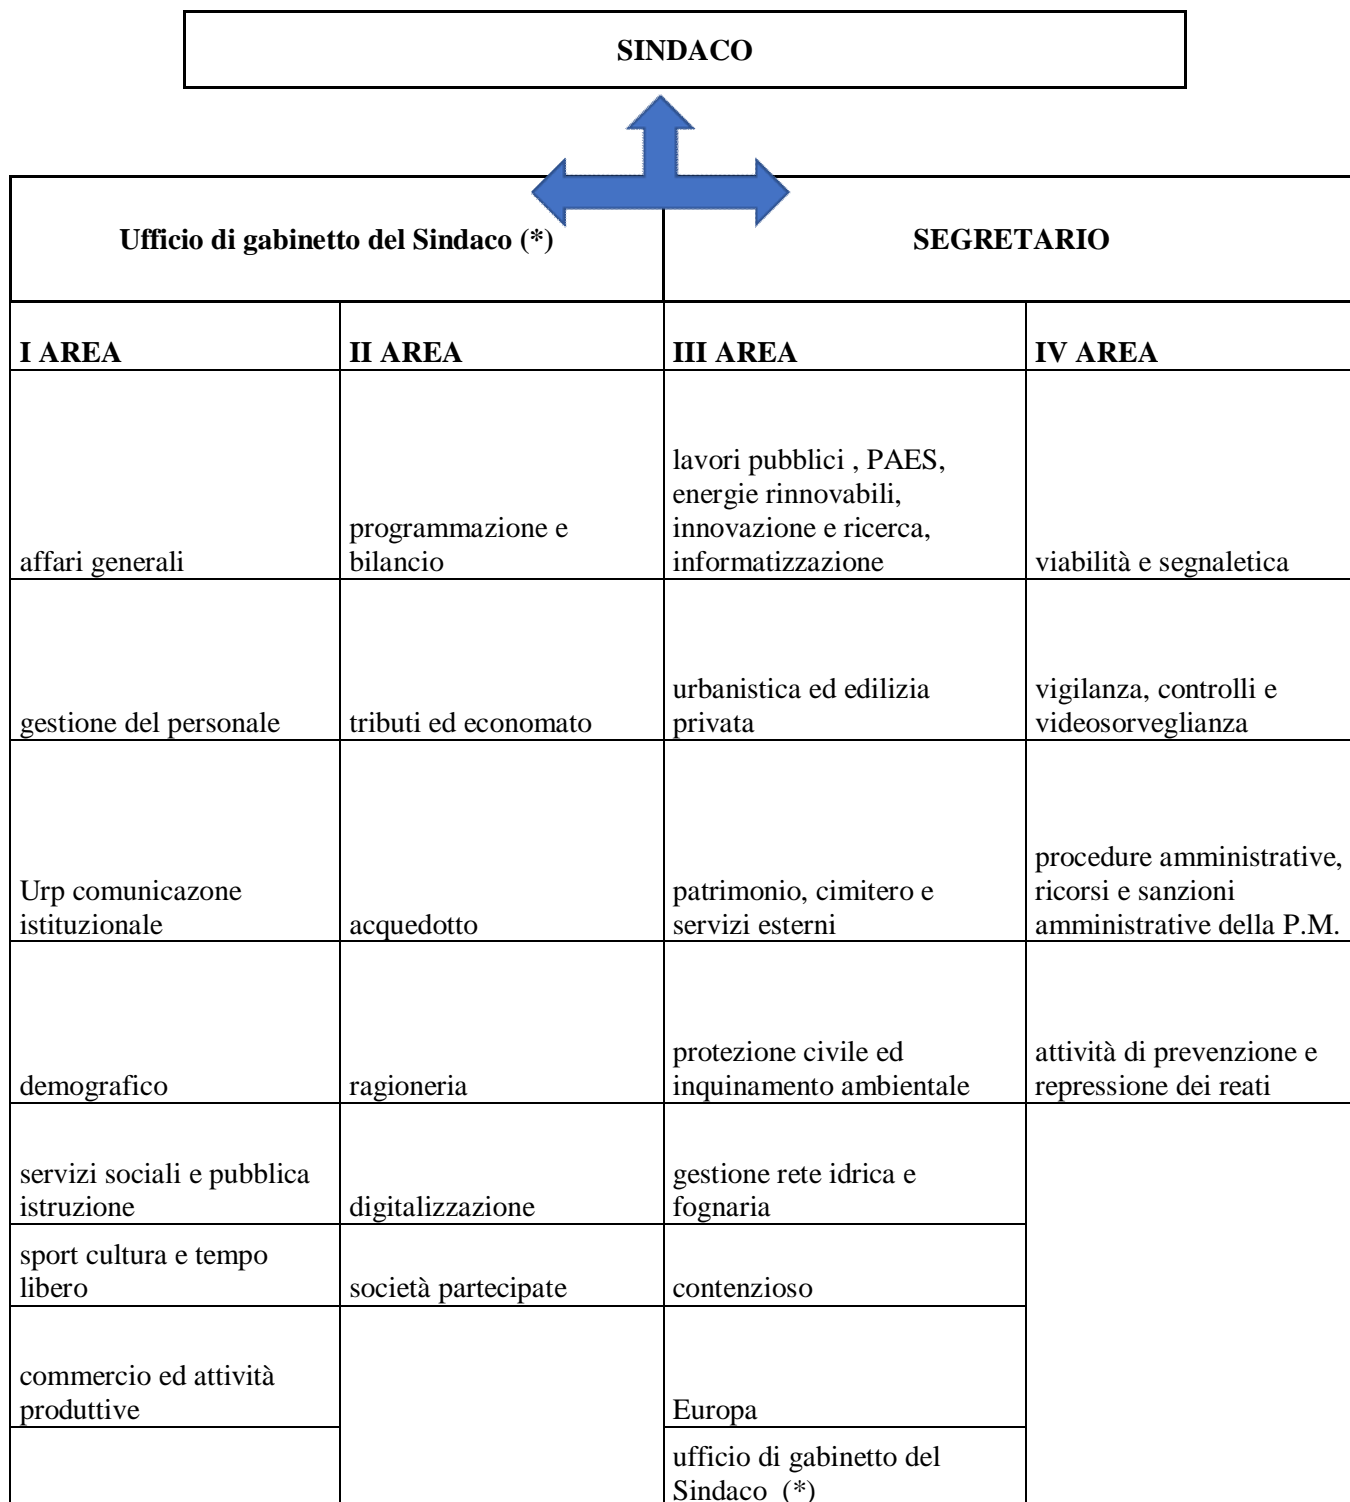 SINDACO
Ufficio di gabinetto del Sindaco (*)
SEGRETARIO
I AREA
II AREA
III AREA
IV AREA
affari generali
programmazione e
bilancio
lavori pubblici , PAES,
energie rinnovabili,
innovazione e ricerca,
informatizzazione
viabilità e segnaletica
gestione del personale
tributi ed economato
urbanistica ed edilizia
privata
vigilanza, controlli e
videosorveglianza
Urp comunicazone
istituzionale
acquedotto
patrimonio, cimitero e
servizi esterni
procedure amministrative,
ricorsi e sanzioni
amministrative della P.M.
demografico
ragioneria
protezione civile ed
inquinamento ambientale
attività di prevenzione e
repressione dei reati
servizi sociali e pubblica
istruzione
digitalizzazione
gestione rete idrica e
fognaria
sport cultura e tempo
libero
società partecipate
contenzioso
commercio ed attività
produttive
Europa
ufficio di gabinetto del
Sindaco (*)